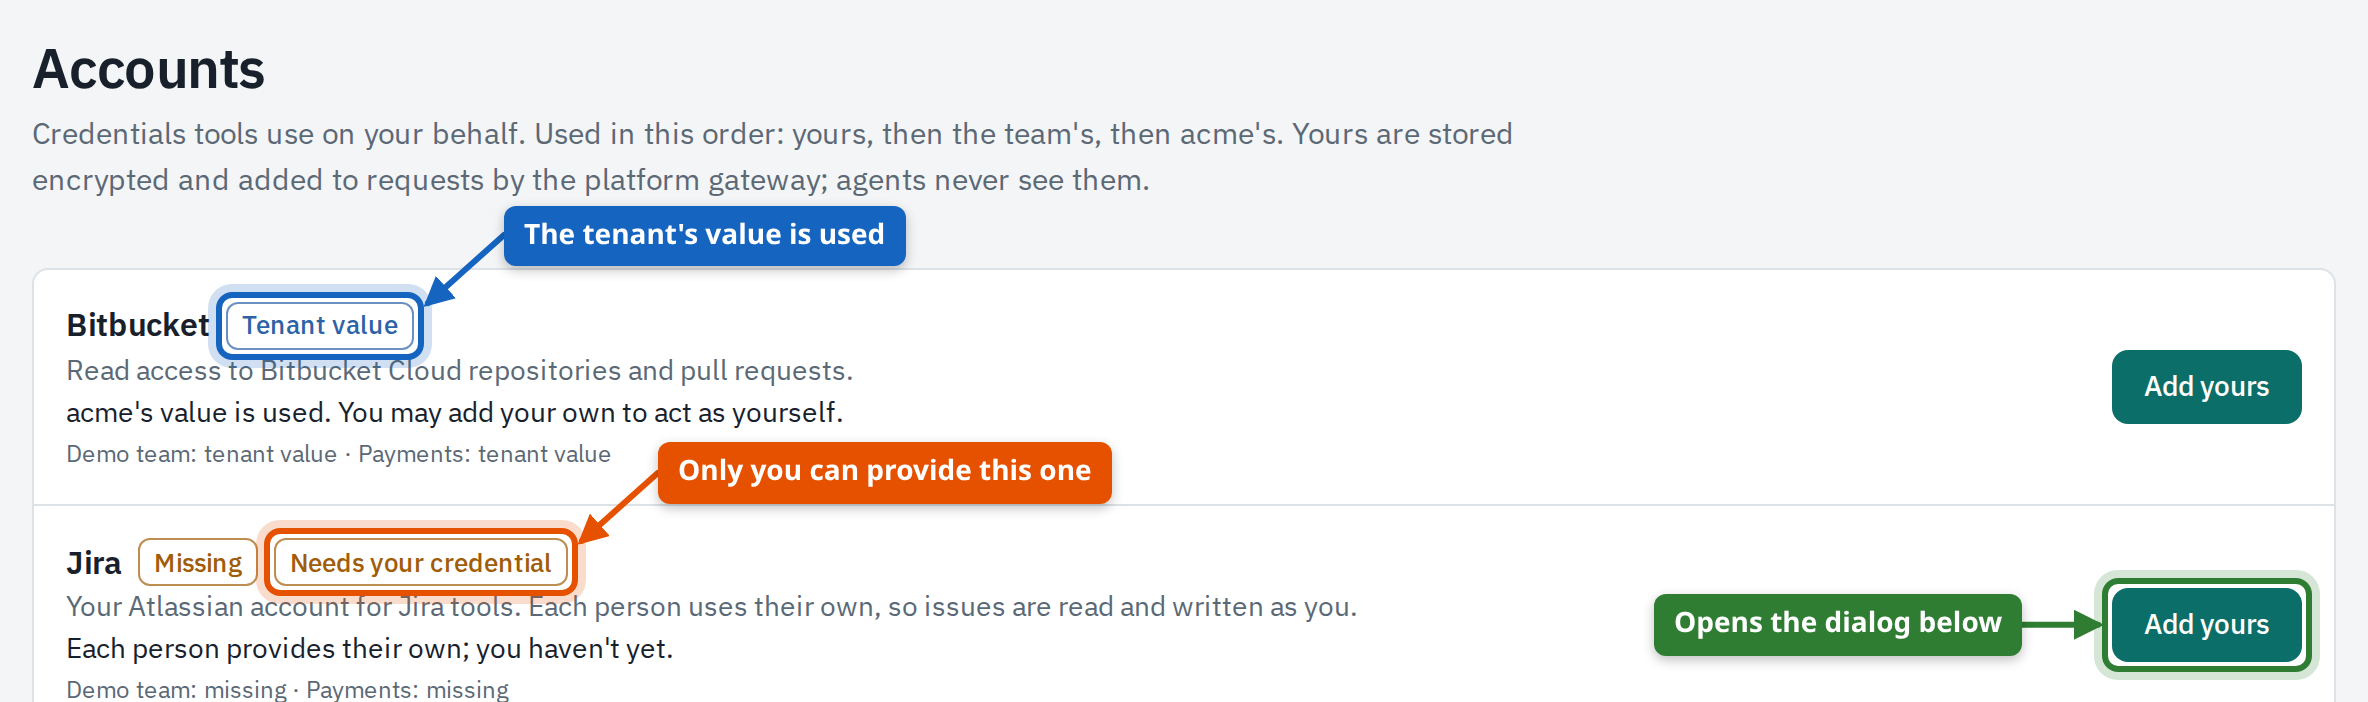 Accounts
Credentials tools use on your behalf. Used in this order: yours, then the team's, then acme's. Yours are stored
encrypted and added to requests by the platform gateway; agents never see them.
The tenant's value is used
Bitbucket Tenant value
Read access to Bitbucket Cloud repositories and pull requests.
Add yours
acme's value is used. You may add your own to act as yourself.
Demo team: tenant value · Payments: tenant value
Only you can provide this one
Jira Missing Needs your credential
Your Atlassian account for Jira tools. Each person uses their own, so issues are read and written as you.
Opens the dialog below Add yours
Each person provides their own; you haven't yet.
Demo team: missing · Payments: missing